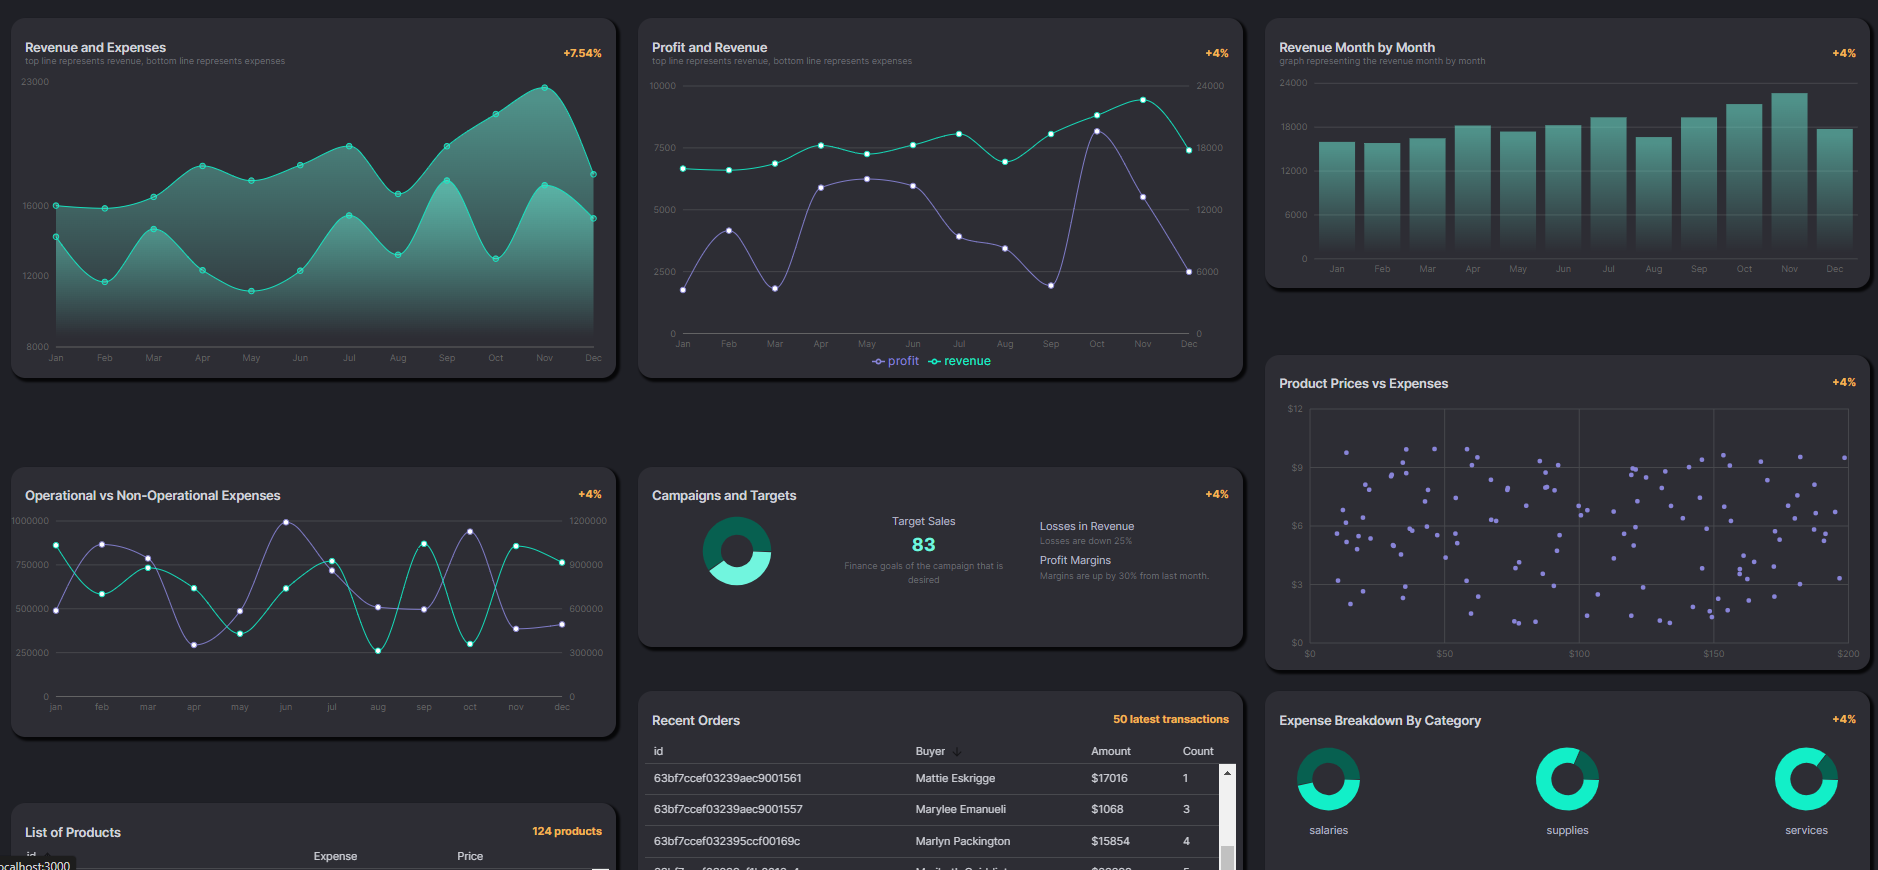 Revenue and Expenses
+7.54%
top line represents revenue, bottom line represents expenses
23000
16000
12000
8000
Jan Feb Mar Apr May Jun Jul Aug Sep Oct Nov Dec
Profit and Revenue
+4%
top line represents revenue, bottom line represents expenses
10000 24000
7500 18000
5000 12000
2500 6000
0 0
Jan Feb Mar Apr May Jun Jul Aug Sep Oct Nov Dec
profit revenue
Revenue Month by Month
+4%
graph representing the revenue month by month
24000
18000
12000
6000
0
Jan Feb Mar Apr May Jun Jul Aug Sep Oct Nov Dec
Operational vs Non-Operational Expenses
+4%
1000000 1200000
750000 900000
500000 600000
250000 300000
0 0
jan feb mar apr may jun jul aug sep oct nov dec
Campaigns and Targets
+4%
Target Sales
83
Finance goals of the campaign that is
desired
Losses in Revenue
Losses are down 25%
Profit Margins
Margins are up by 30% from last month.
Product Prices vs Expenses
+4%
$12
$9
$6
$3
$0
$0 $50 $100 $150 $200
List of Products
124 products
id Expense Price
localhost:3000
Recent Orders
50 latest transactions
id Buyer Amount Count
63bf7ccef03239aec9001561 Mattie Eskrigge $17016 1
63bf7ccef03239aec9001557 Marylee Emanueli $1068 3
63bf7ccef032395ccf00169c Marlyn Packington $15854 4
Expense Breakdown By Category
+4%
salaries supplies services